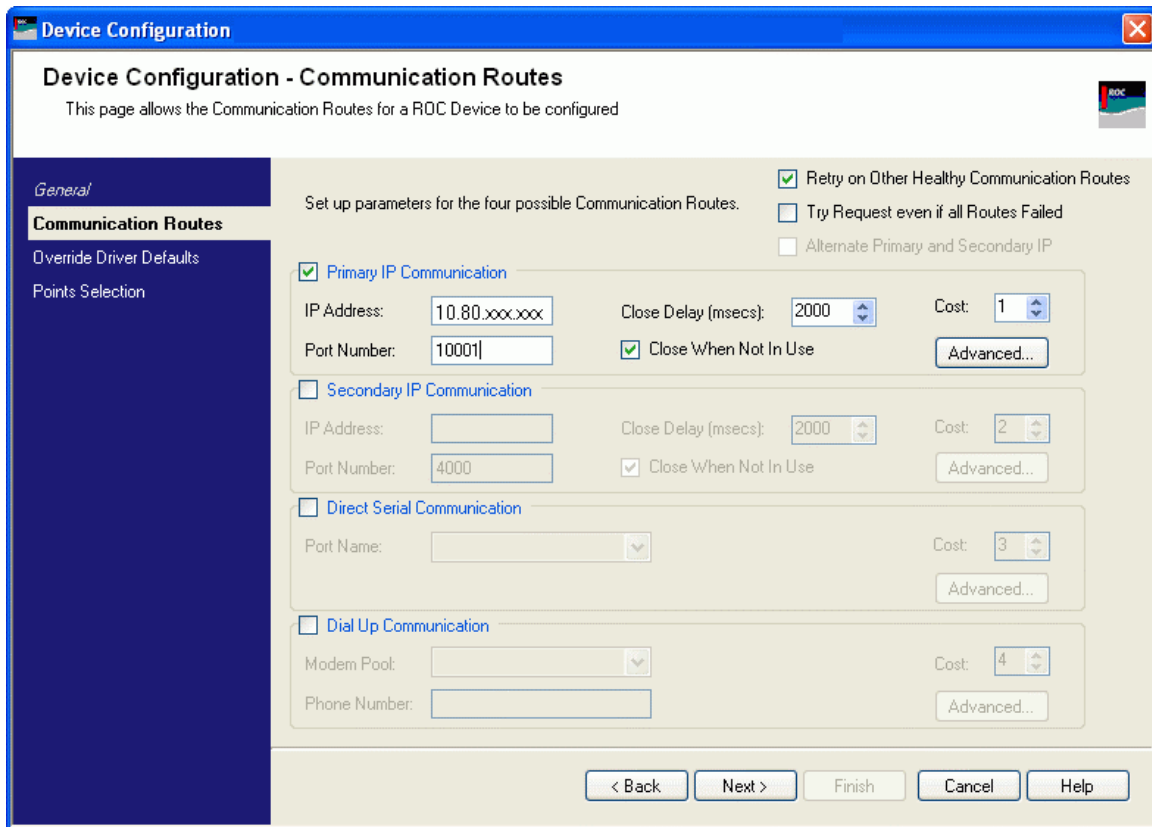 Device Configuration
Device Configuration - Communication Routes
This page allows the Communication Routes for a ROC Device to be configured
ROC
General
Communication Routes
Override Driver Defaults
Points Selection
Set up parameters for the four possible Communication Routes.
Retry on Other Healthy Communication Routes
Try Request even if all Routes Failed
Alternate Primary and Secondary IP
Primary IP Communication
IP Address: 10.80.xxx.xxx Close Delay (msecs): 2000 Cost: 1
Port Number: 10001 Close When Not In Use Advanced...
Secondary IP Communication
IP Address: Close Delay (msecs): 2000 Cost: 2
Port Number: 4000 Close When Not In Use Advanced...
Direct Serial Communication
Port Name: Cost: 3
Advanced...
Dial Up Communication
Modem Pool: Cost: 4
Phone Number: Advanced...
< Back Next > Finish Cancel Help